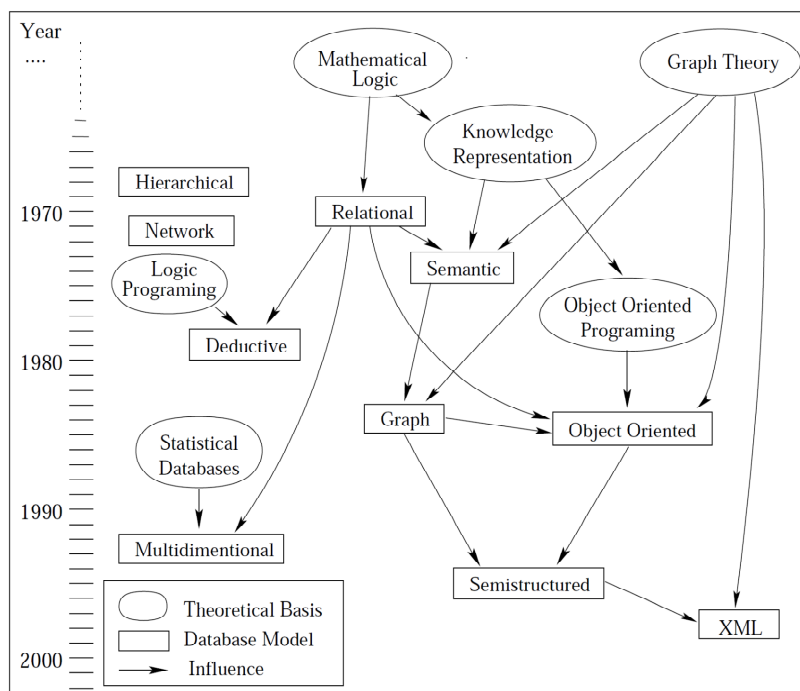 Year
....
1970
1980
1990
2000
Mathematical
Logic
Graph Theory
Knowledge
Representation
Hierarchical
Relational
Network
Semantic
Logic
Programing
Object Oriented
Programing
Deductive
Graph
Object Oriented
Statistical
Databases
Multidimentional
Semistructured
XML
Theoretical Basis
Database Model
Influence